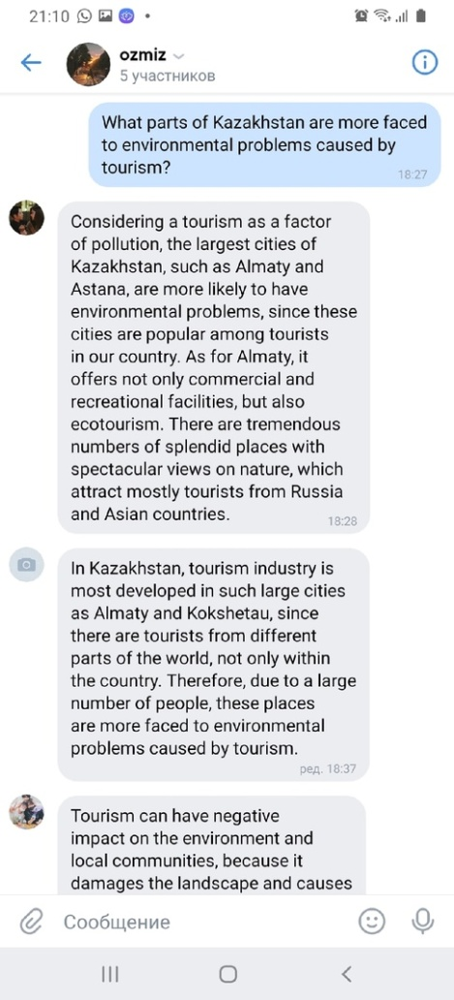 21:10
ozmiz
5 участников
What parts of Kazakhstan are more faced
to environmental problems caused by
tourism?
18:27
Considering a tourism as a factor
of pollution, the largest cities of
Kazakhstan, such as Almaty and
Astana, are more likely to have
environmental problems, since these
cities are popular among tourists
in our country. As for Almaty, it
offers not only commercial and
recreational facilities, but also
ecotourism. There are tremendous
numbers of splendid places with
spectacular views on nature, which
attract mostly tourists from Russia
and Asian countries.
18:28
In Kazakhstan, tourism industry is
most developed in such large cities
as Almaty and Kokshetau, since
there are tourists from different
parts of the world, not only within
the country. Therefore, due to a large
number of people, these places
are more faced to environmental
problems caused by tourism.
ред. 18:37
Tourism can have negative
impact on the environment and
local communities, because it
damages the landscape and causes
Сообщение